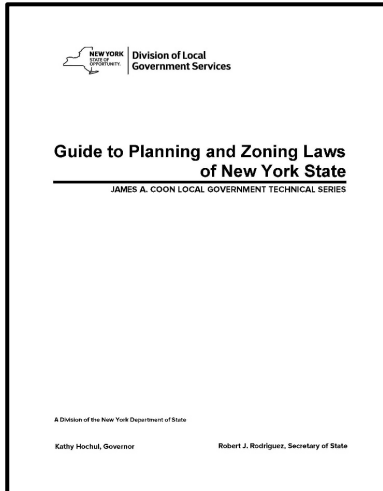 NEW YORK
STATE OF
OPPORTUNITY.
Division of Local
Government Services
Guide to Planning and Zoning Laws
of New York State
JAMES A. COON LOCAL GOVERNMENT TECHNICAL SERIES
A Division of the New York Department of State
Kathy Hochul, Governor
Robert J. Rodriguez, Secretary of State